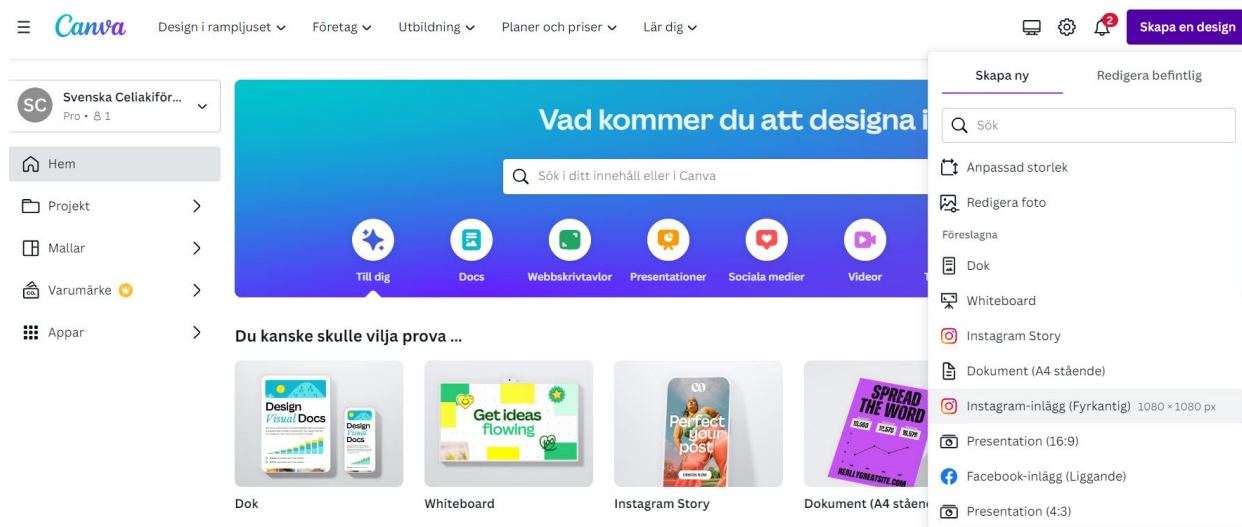 Canva
Design i rampljuset
Företag
Utbildning
Planer och priser
Lär dig
2
Skapa en design
SC
Svenska Celiakiför...
Pro • 1
Hem
Projekt
Mallar
Varumärke
Appar
Vad kommer du att designa i
Sök i ditt innehåll eller i Canva
Till dig
Docs
Webbskrivtavlor
Presentationer
Sociala medier
Videor
Du kanske skulle vilja prova ...
Design
Visual Docs
Design
Visual
Docs
Get ideas
flowing
Perfect
your
post
DESIGN NOW
SPREAD
THE WORD
REALLYGREATSITE.COM
Dok
Whiteboard
Instagram Story
Dokument (A4 ståen
Skapa ny
Redigera befintlig
Sök
Anpassad storlek
Redigera foto
Föreslagna
Dok
Whiteboard
Instagram Story
Dokument (A4 stående)
Instagram-inlägg (Fyrkantig) 1080 × 1080 px
Presentation (16:9)
Facebook-inlägg (Liggande)
Presentation (4:3)